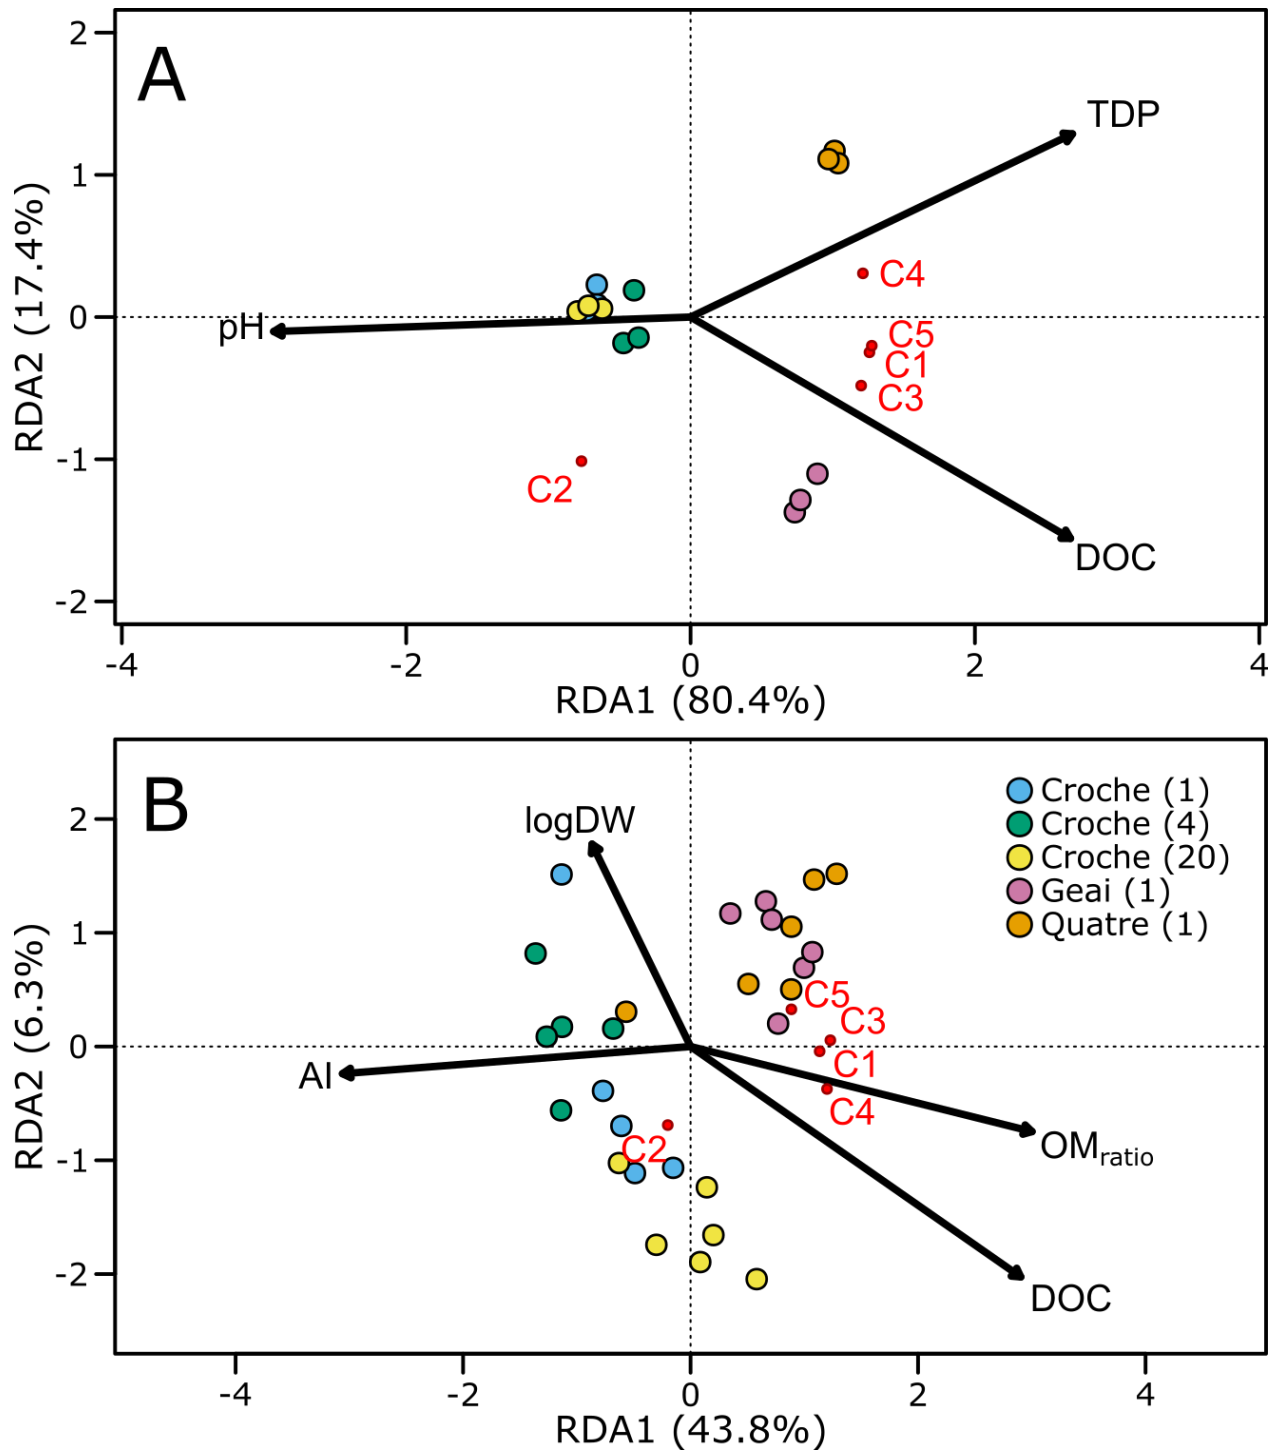 A
2
1
0
-1
-2
RDA2 (17.4%)
TDP
C4
C5
C1
C3
pH
C2
DOC
-4
-2
0
2
4
RDA1 (80.4%)
B
2
1
0
-1
-2
RDA2 (6.3%)
logDW
Croche (1)
Croche (4)
Croche (20)
Geai (1)
Quatre (1)
C5
C3
C1
C4
AI
C2
OMratio
DOC
-4
-2
0
2
4
RDA1 (43.8%)